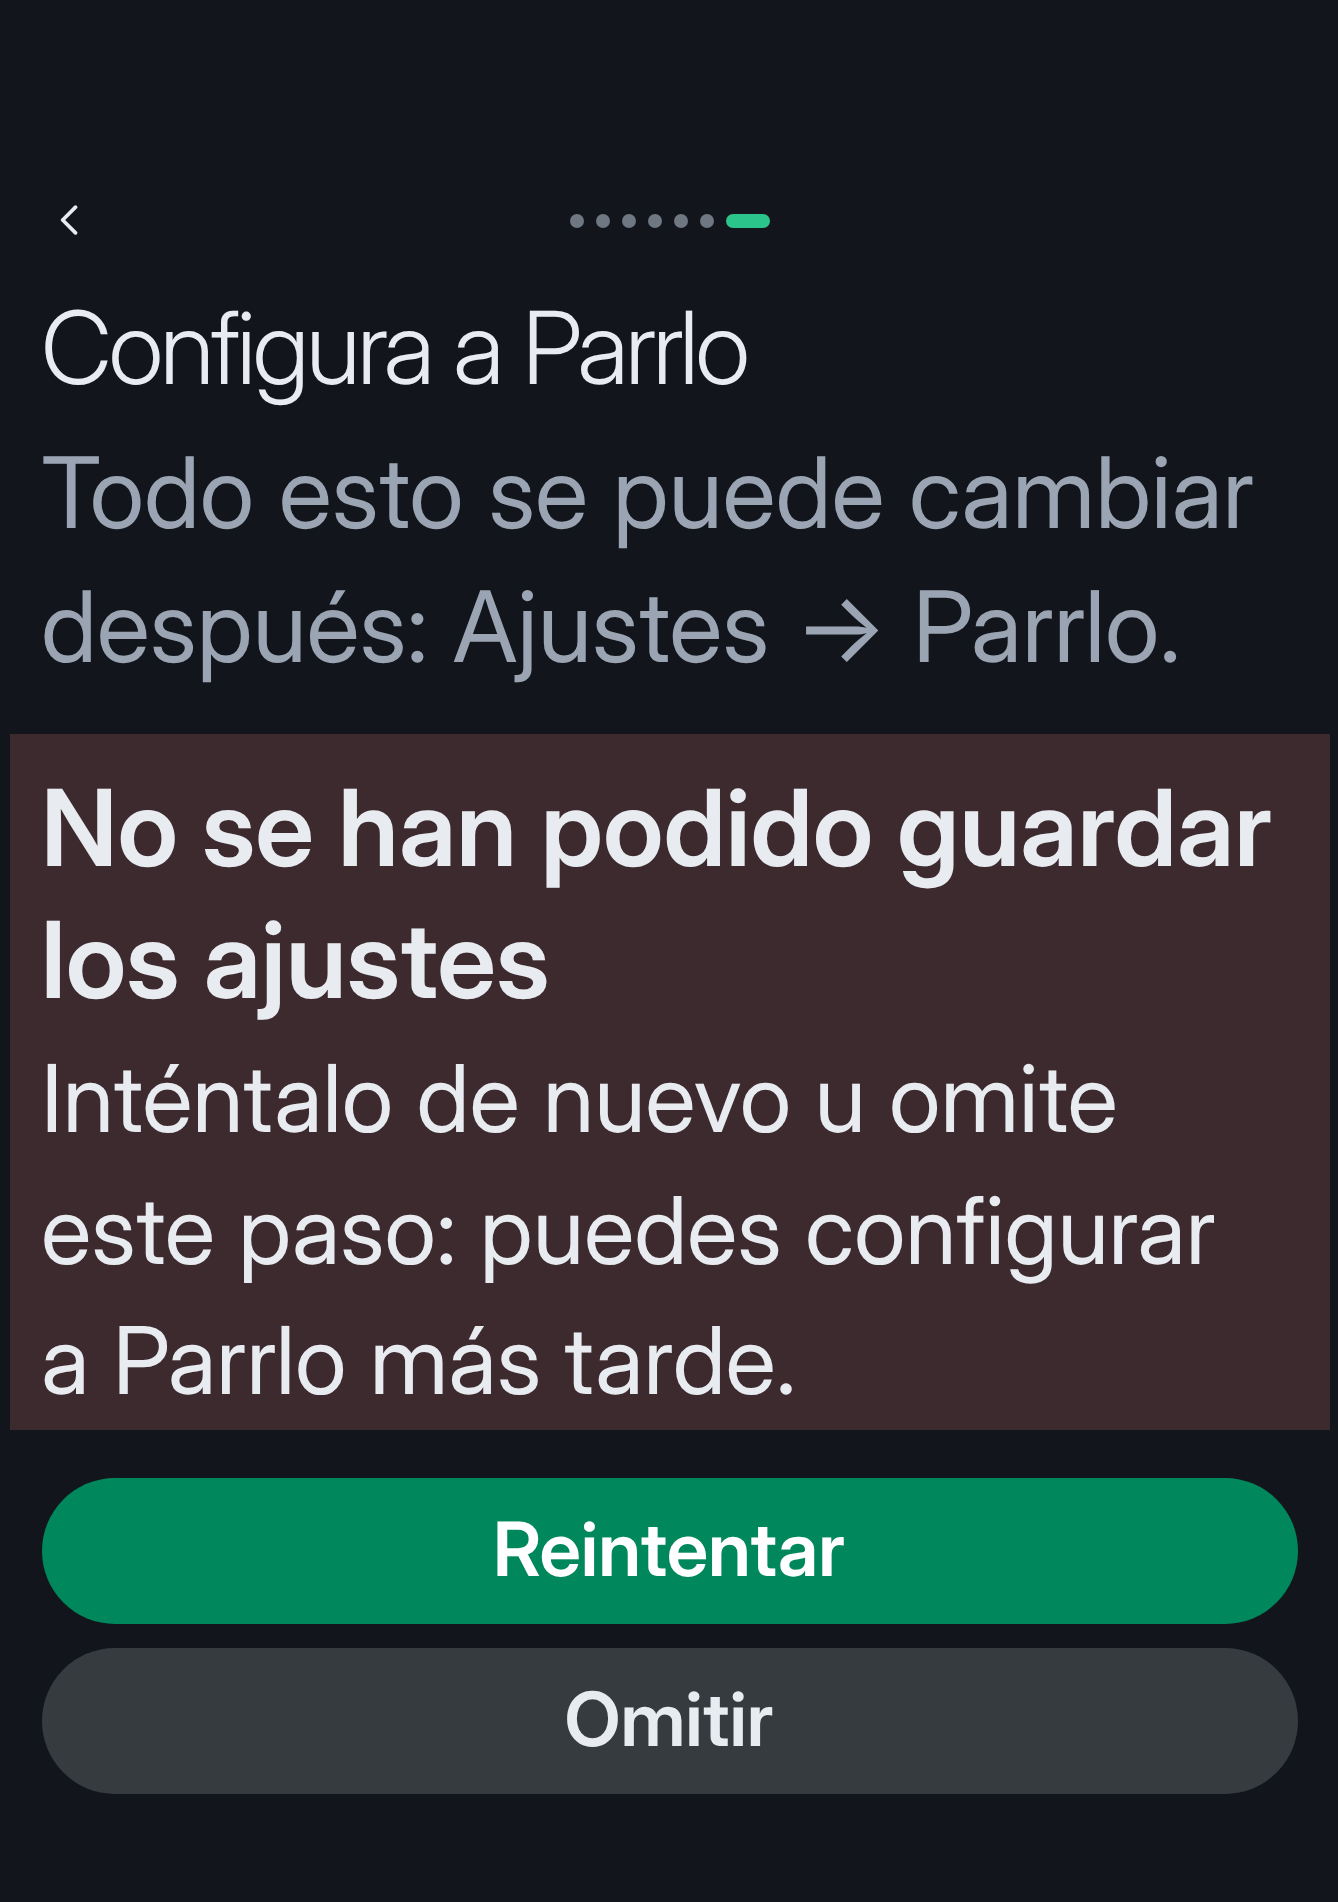 Configura a Parrlo
Todo esto se puede cambiar
después: Ajustes → Parrlo.
No se han podido guardar
los ajustes
Inténtalo de nuevo u omite
este paso: puedes configurar
a Parrlo más tarde.
Reintentar
Omitir